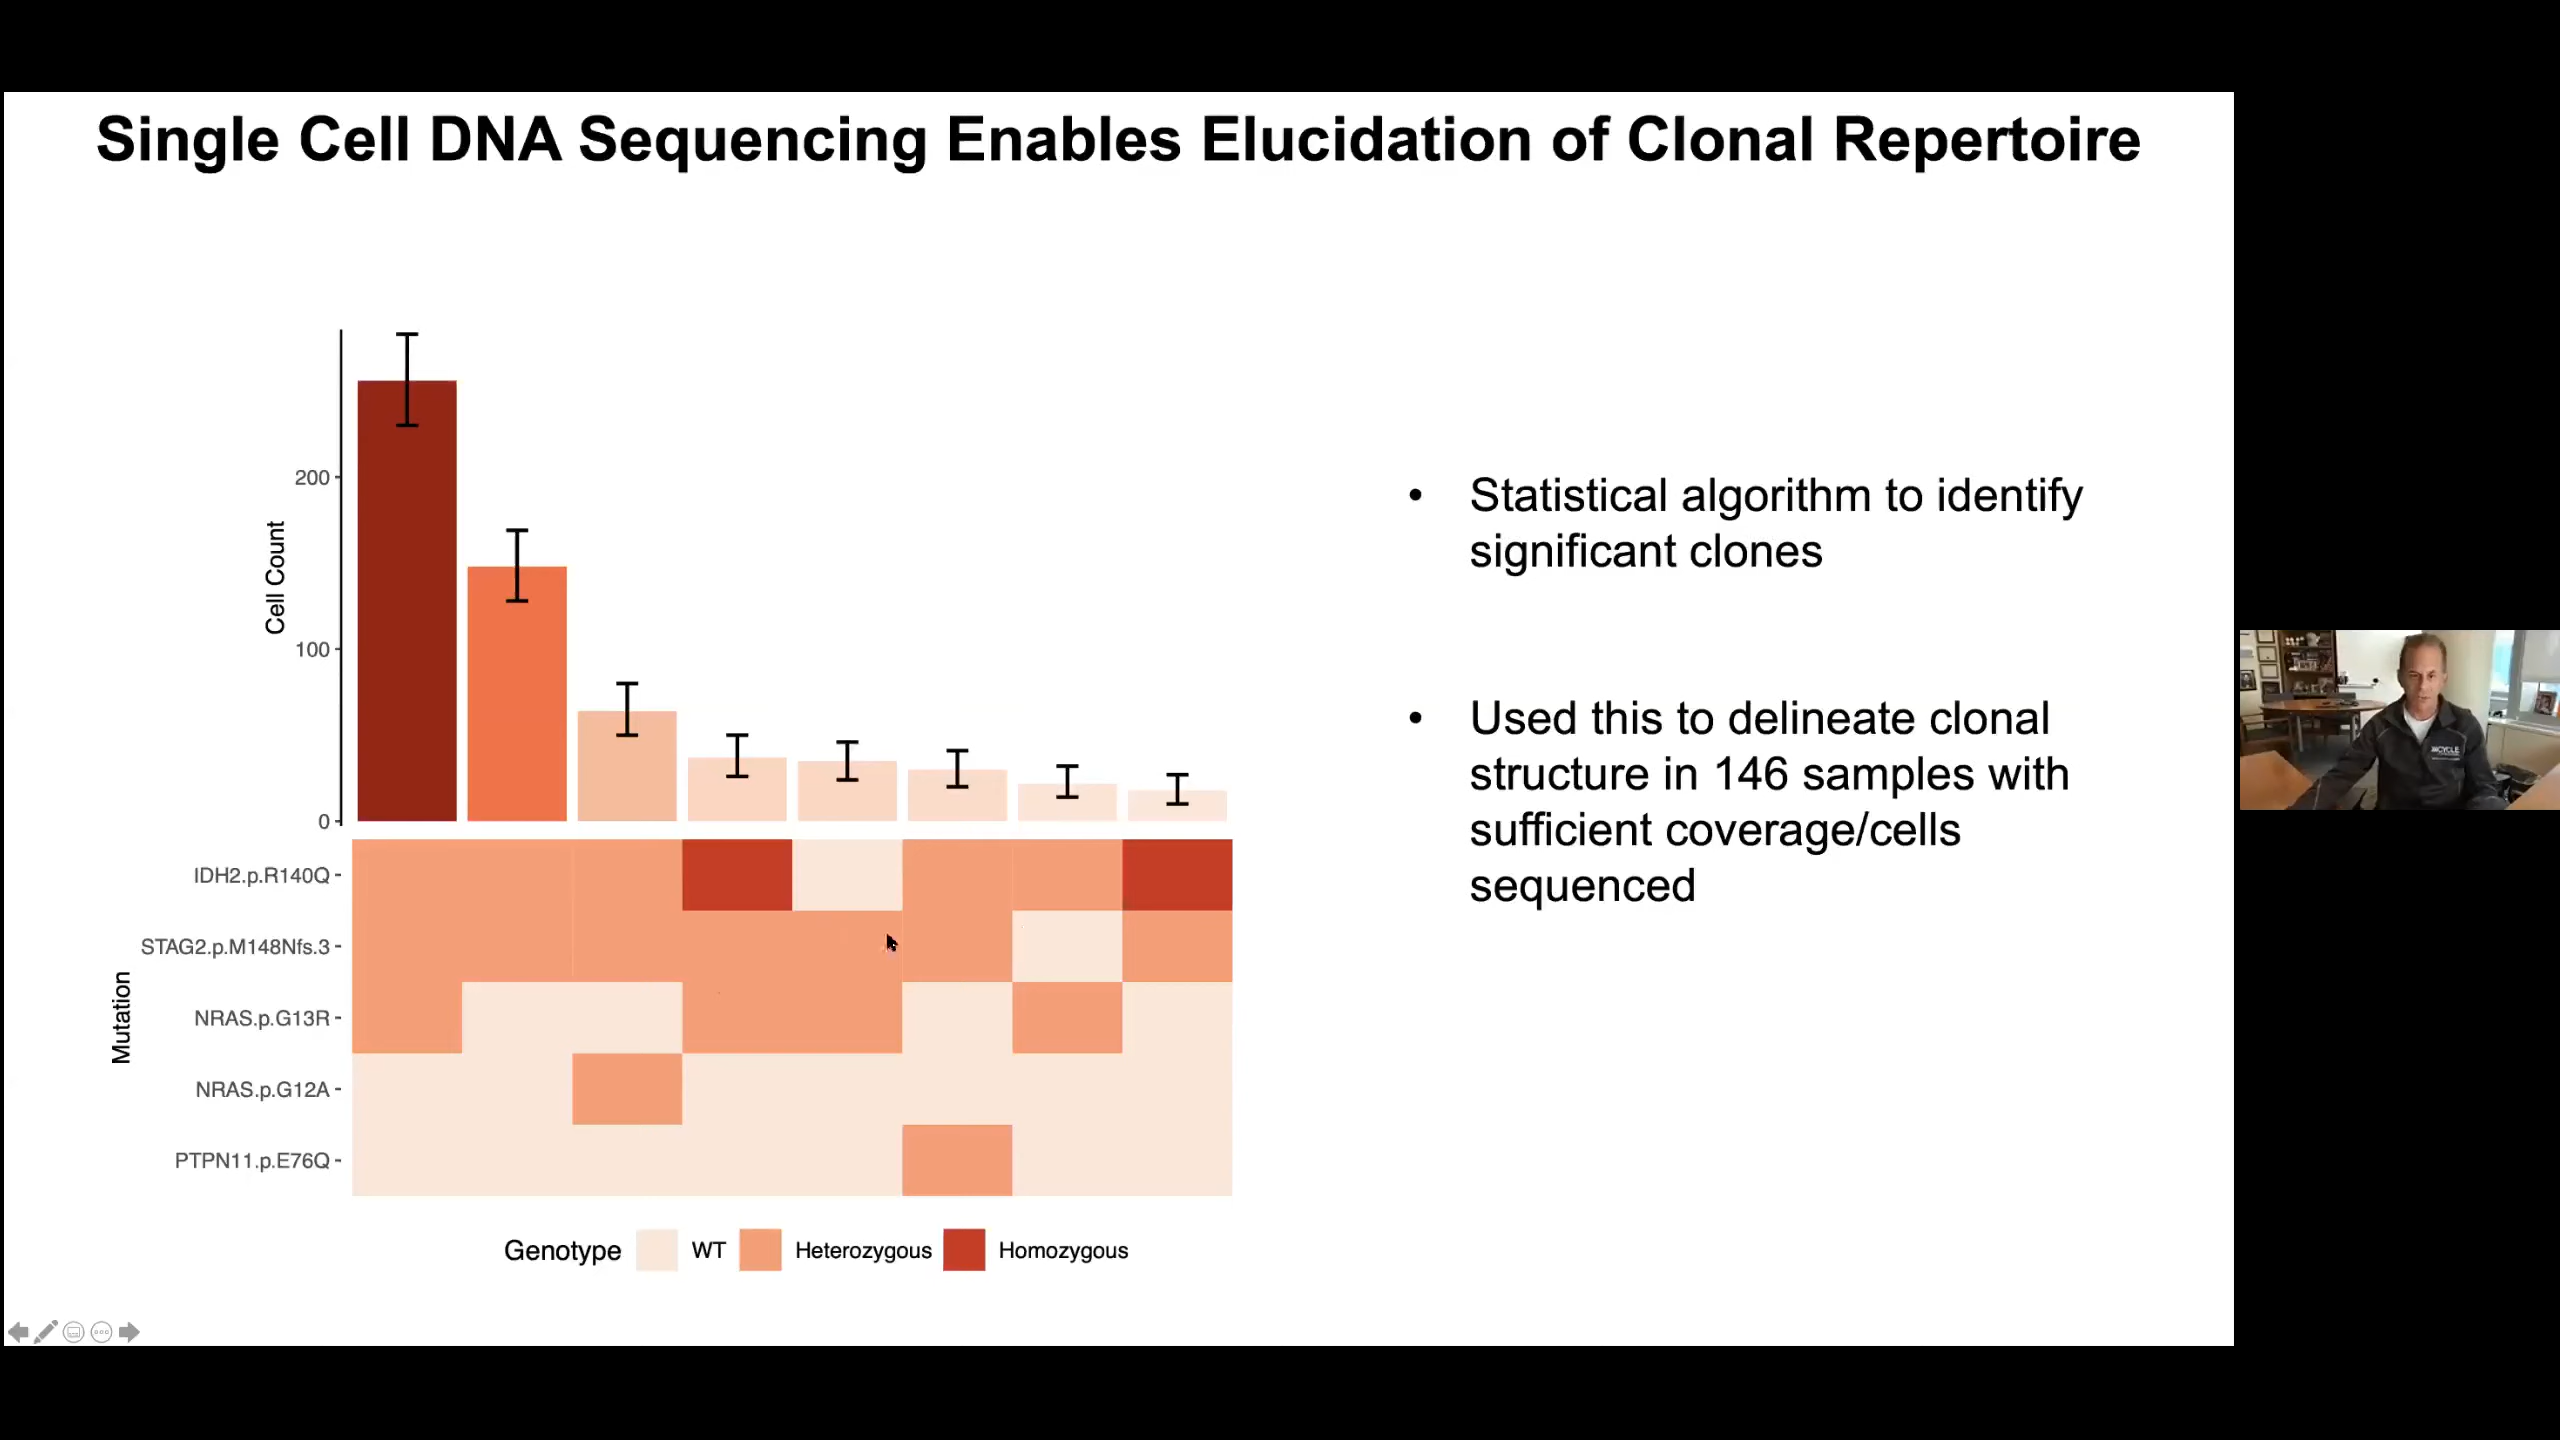 Single Cell DNA Sequencing Enables Elucidation of Clonal Repertoire
Cell Count
200
100
0
Mutation
IDH2.p.R140Q
STAG2.p.M148Nfs.3
NRAS.p.G13R
NRAS.p.G12A
PTPN11.p.E76Q
Genotype WT Heterozygous Homozygous
• Statistical algorithm to identify
significant clones
• Used this to delineate clonal
structure in 146 samples with
sufficient coverage/cells
sequenced
CYCLE